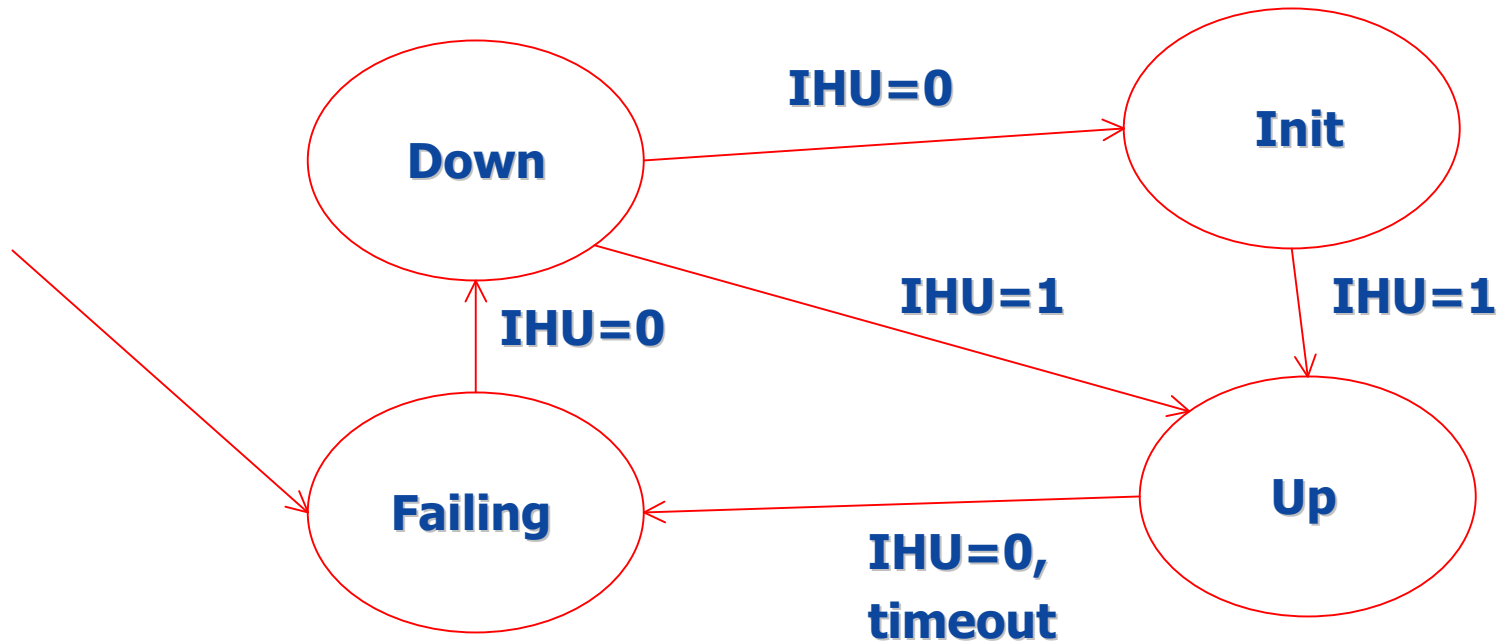 IHU=0
Init
Down
IHU=1
IHU=1
IHU=0
Failing
Up
IHU=0,
timeout